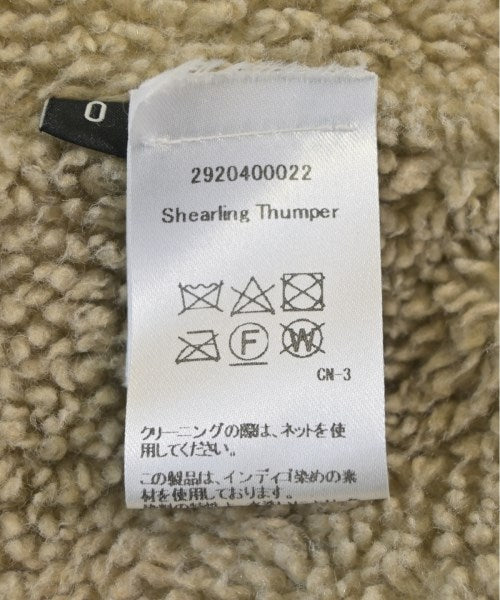 0
2920400022
Shearling Thumper
F
W
CN-3
クリーニングの際は、ネットを使
用してください。
この製品は、インディゴ染めの素
材を使用しております。